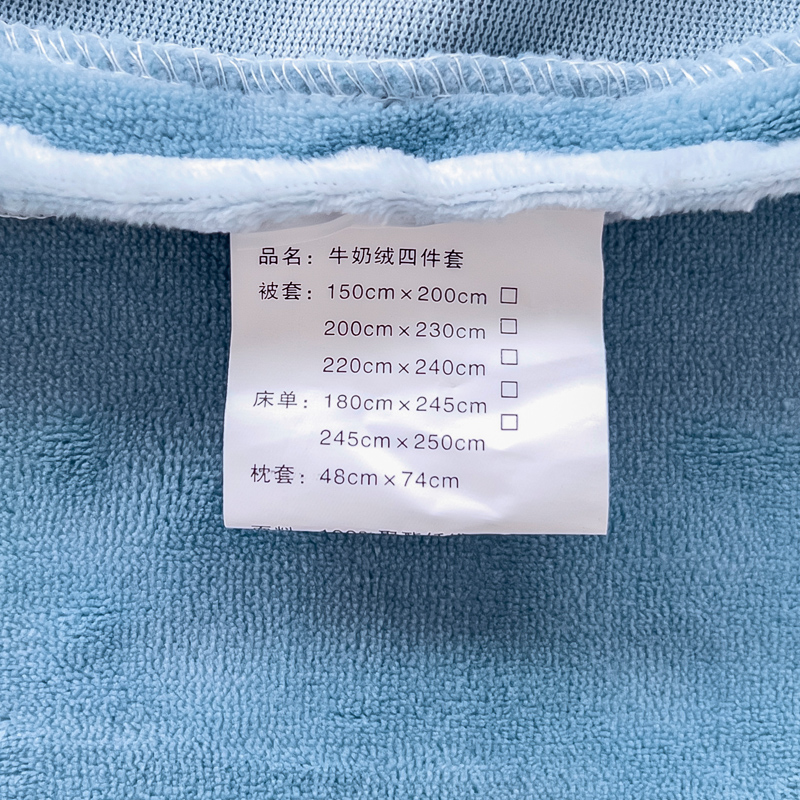 品名：牛奶绒四件套
被套：150cm×200cm □
200cm×230cm □
220cm×240cm □
床单：180cm×245cm □
245cm×250cm □
枕套：48cm×74cm